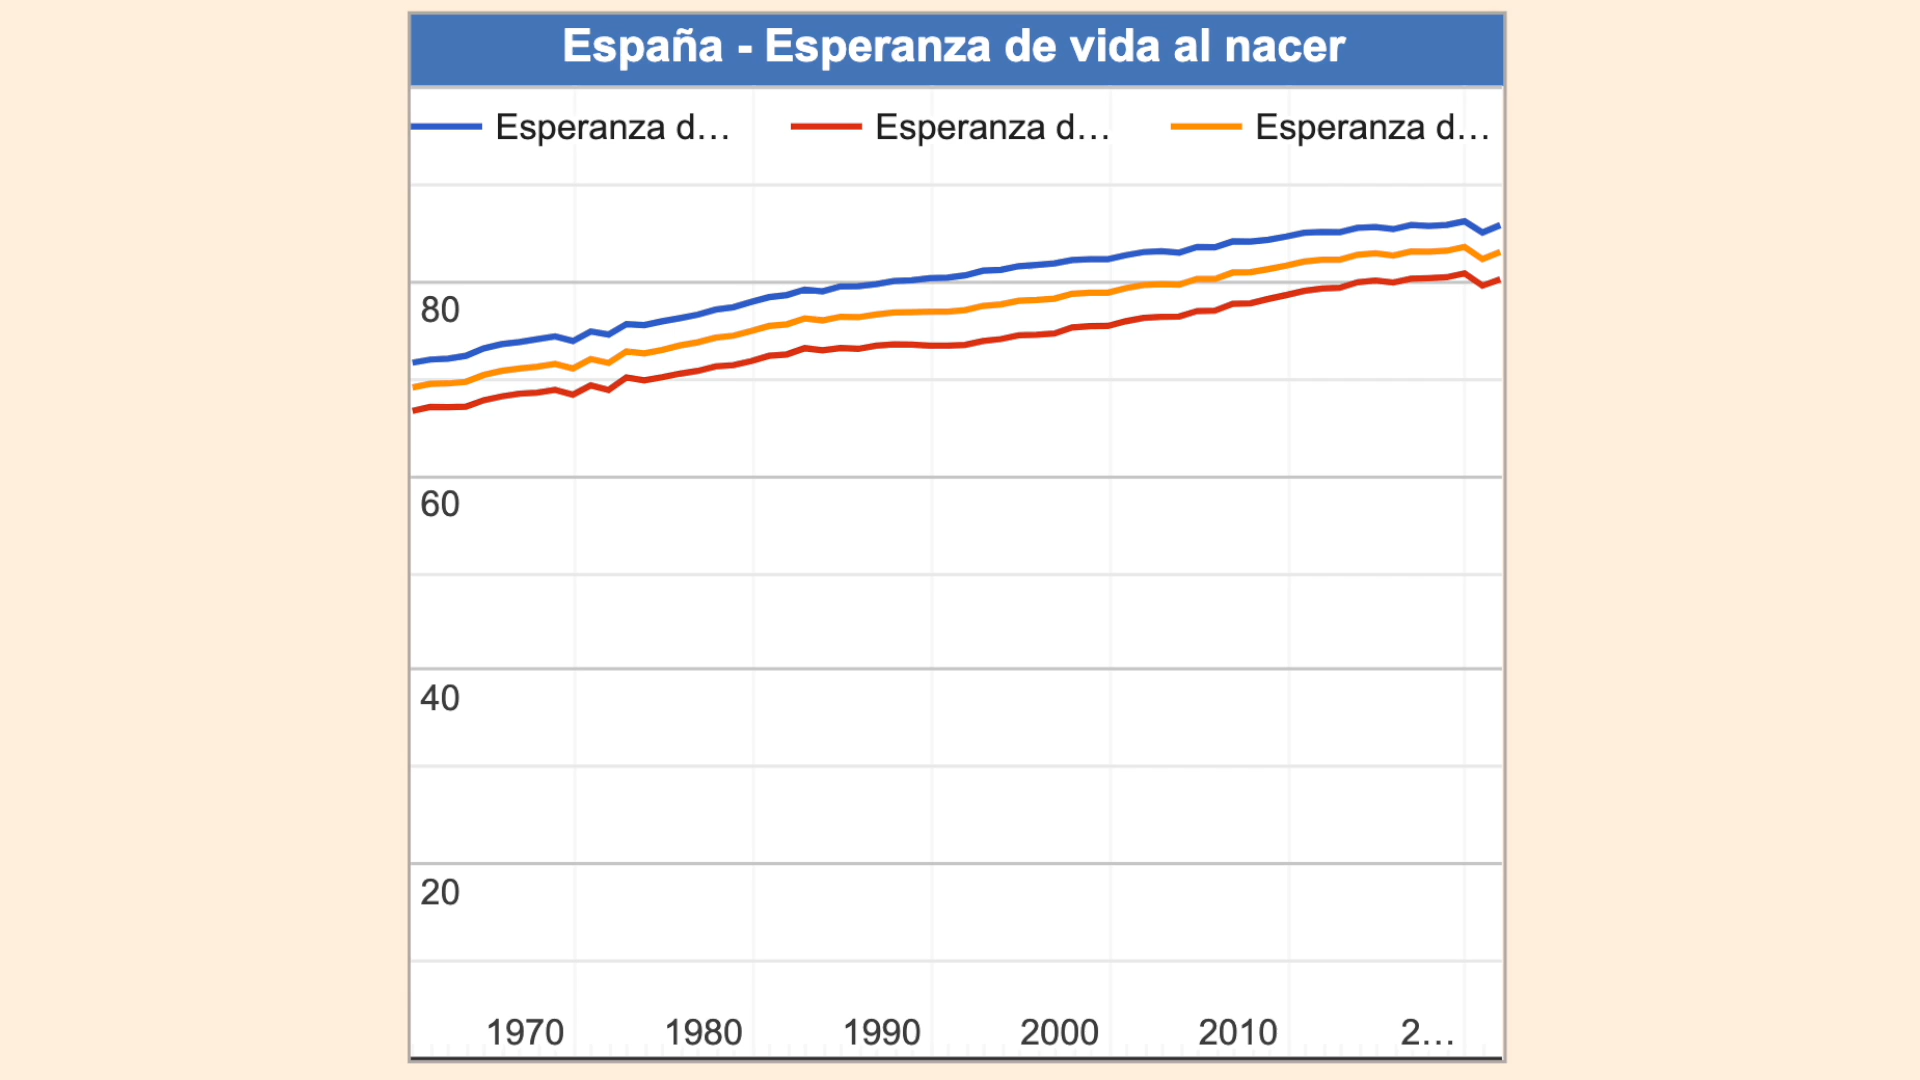 España - Esperanza de vida al nacer
Esperanza d… Esperanza d… Esperanza d…
80
60
40
20
1970 1980 1990 2000 2010 2…